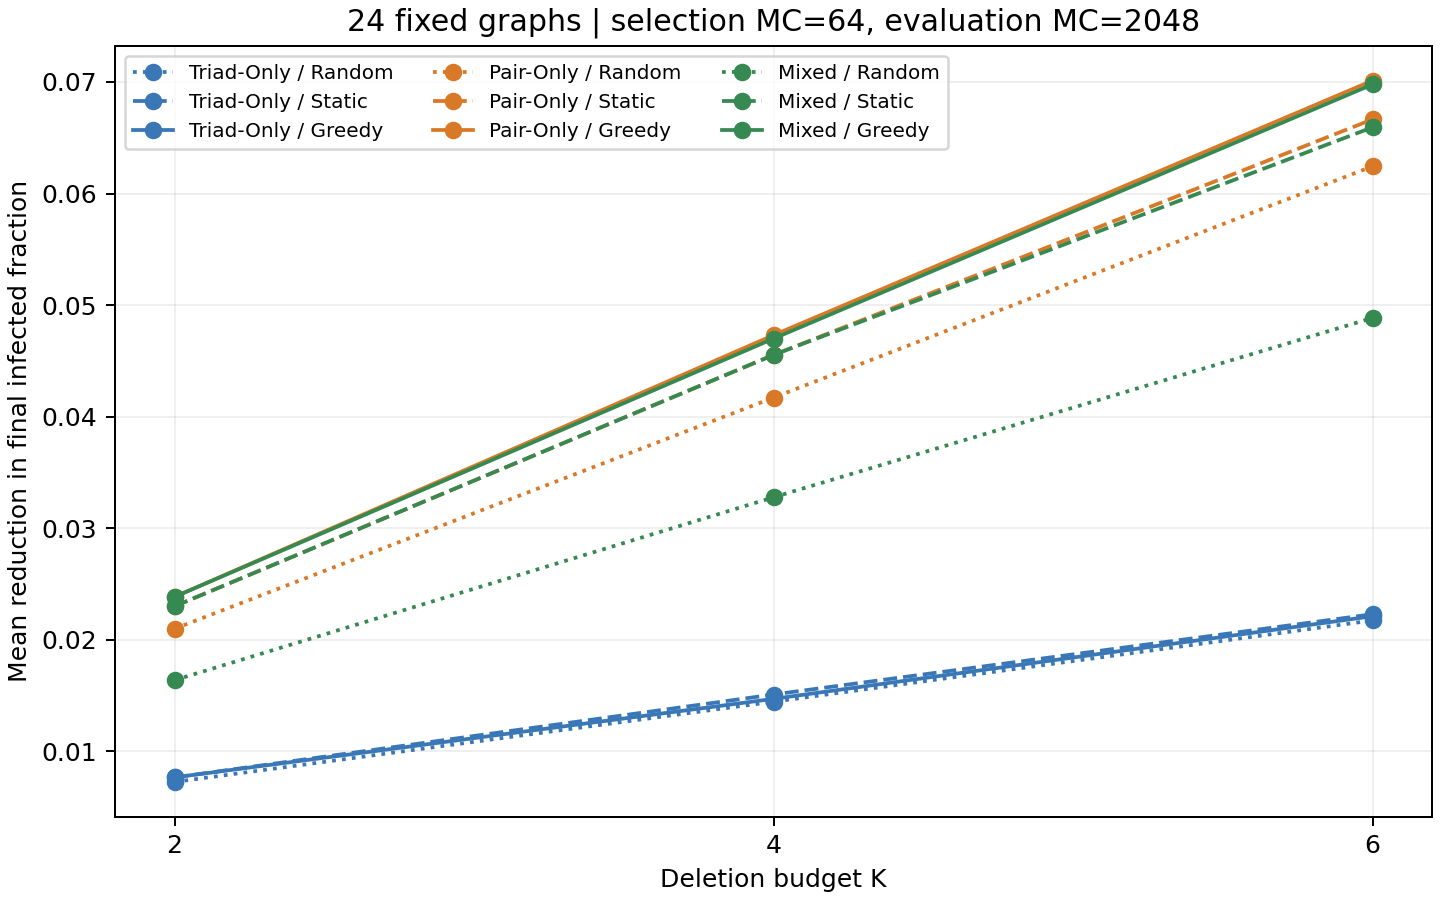 24 fixed graphs | selection MC=64, evaluation MC=2048
Triad-Only / Random
Triad-Only / Static
Triad-Only / Greedy
Pair-Only / Random
Pair-Only / Static
Pair-Only / Greedy
Mixed / Random
Mixed / Static
Mixed / Greedy
Mean reduction in final infected fraction
0.07
0.06
0.05
0.04
0.03
0.02
0.01
2
4
6
Deletion budget K